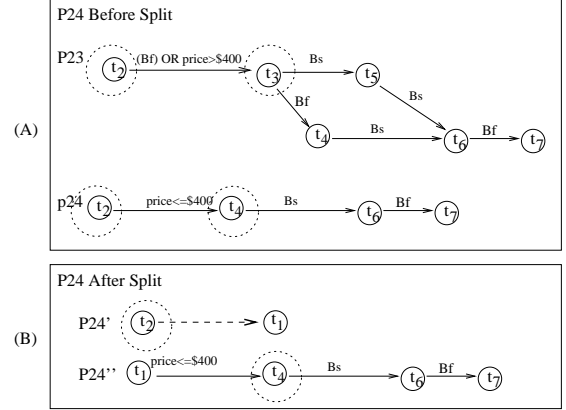 P24 Before Split
P23
t2
(Bf) OR price>$400
t3
Bs
t5
Bf
Bs
(A)
t4
Bs
t6
Bf
t7
p24
t2
price<=$400
t4
Bs
t6
Bf
t7
P24 After Split
P24'
t2
t1
(B)
P24''
t1
price<=$400
t4
Bs
t6
Bf
t7